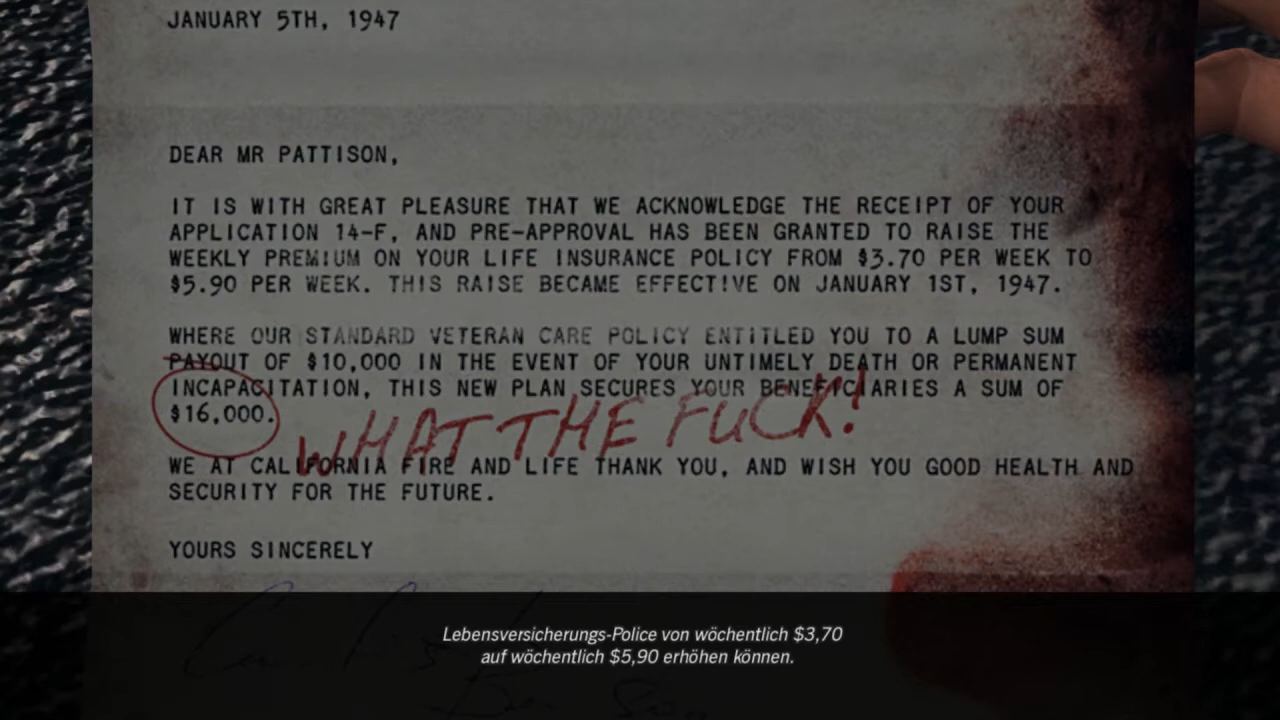 JANUARY 5TH, 1947
DEAR MR PATTISON,
IT IS WITH GREAT PLEASURE THAT WE ACKNOWLEDGE THE RECEIPT OF YOUR
APPLICATION 14-F, AND PRE-APPROVAL HAS BEEN GRANTED TO RAISE THE
WEEKLY PREMIUM ON YOUR LIFE INSURANCE POLICY FROM $3.70 PER WEEK TO
$5.90 PER WEEK. THIS RAISE BECAME EFFECTIVE ON JANUARY 1ST, 1947.
WHERE OUR STANDARD VETERAN CARE POLICY ENTITLED YOU TO A LUMP SUM
PAYOUT OF $10,000 IN THE EVENT OF YOUR UNTIMELY DEATH OR PERMANENT
INCAPACITATION, THIS NEW PLAN SECURES YOUR BENEFICIARIES A SUM OF
$16,000.
WHAT THE FUCK!
WE AT CALIFORNIA FIRE AND LIFE THANK YOU, AND WISH YOU GOOD HEALTH AND
SECURITY FOR THE FUTURE.
YOURS SINCERELY
Lebensversicherungs-Police von wöchentlich $3,70
auf wöchentlich $5,90 erhöhen können.